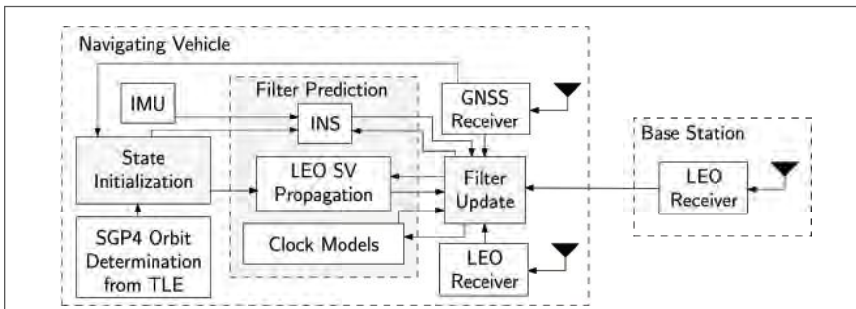 Navigating Vehicle
IMU
Filter Prediction
INS
GNSS
Receiver
Base Station
State
Initialization
LEO SV
Propagation
Filter
Update
LEO
Receiver
SGP4 Orbit
Determination
from TLE
Clock Models
LEO
Receiver